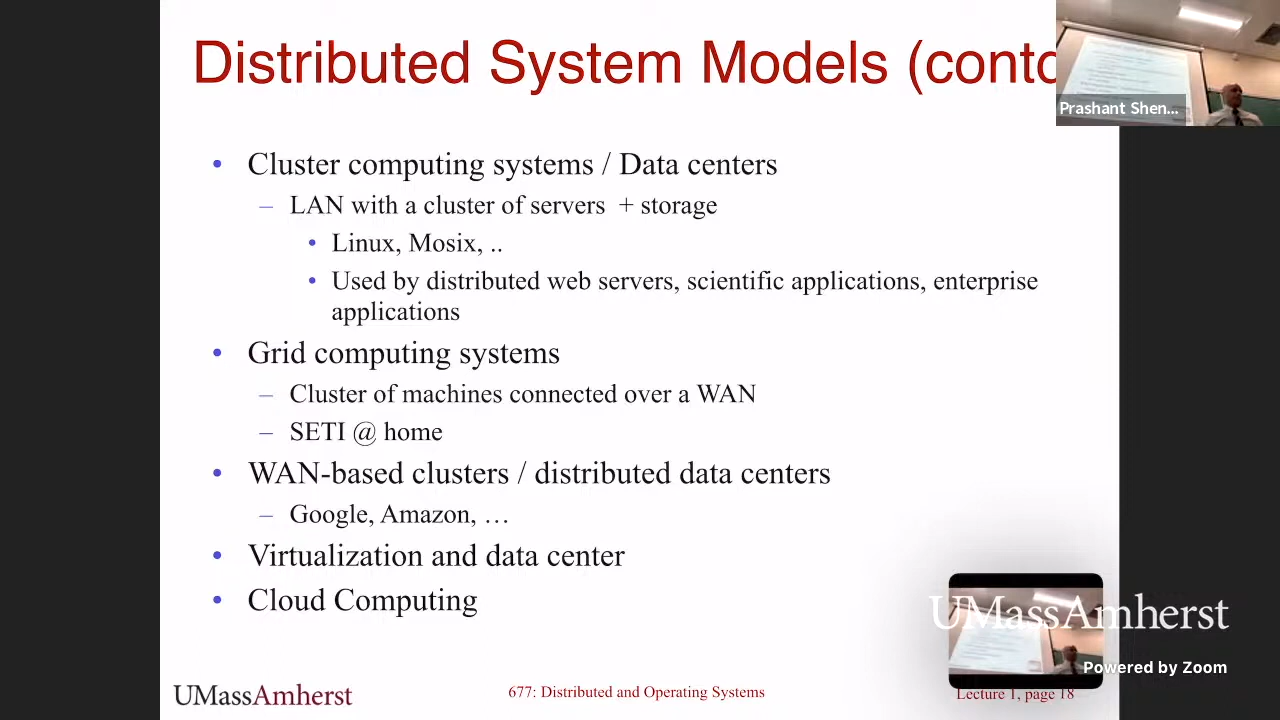 Distributed System Models (contd
Prashant Shen...
• Cluster computing systems / Data centers
– LAN with a cluster of servers + storage
• Linux, Mosix, ..
• Used by distributed web servers, scientific applications, enterprise
applications
• Grid computing systems
– Cluster of machines connected over a WAN
– SETI @ home
• WAN-based clusters / distributed data centers
– Google, Amazon, …
• Virtualization and data center
• Cloud Computing
UMassAmherst
Powered by Zoom
UMassAmherst
677: Distributed and Operating Systems
Lecture 1, page 18